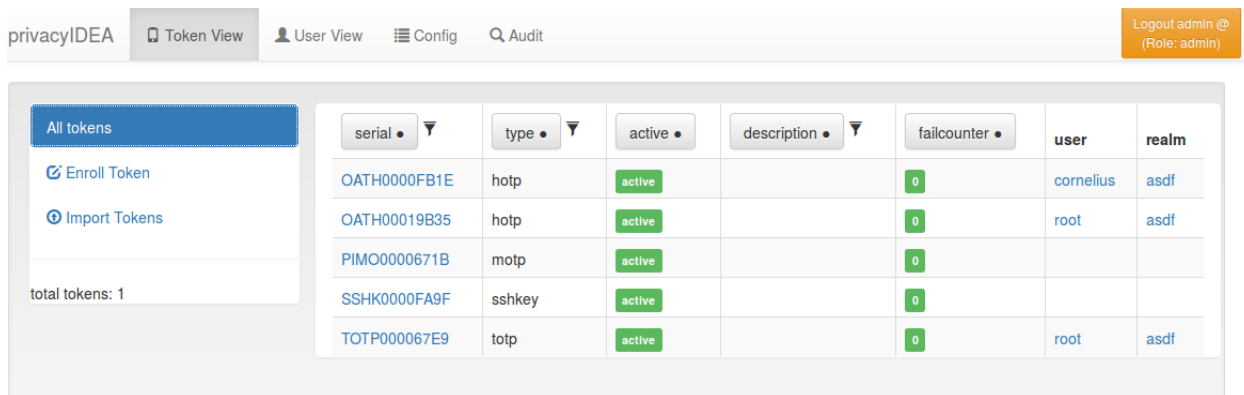 privacyIDEA Token View User View Config Audit Logout admin @
(Role: admin)
All tokens
Enroll Token
Import Tokens
total tokens: 1
serial ● type ● active ● description ● failcounter ● user realm
OATH0000FB1E hotp active 0 cornelius asdf
OATH00019B35 hotp active 0 root asdf
PIMO0000671B motp active 0
SSHK0000FA9F sshkey active 0
TOTP000067E9 totp active 0 root asdf